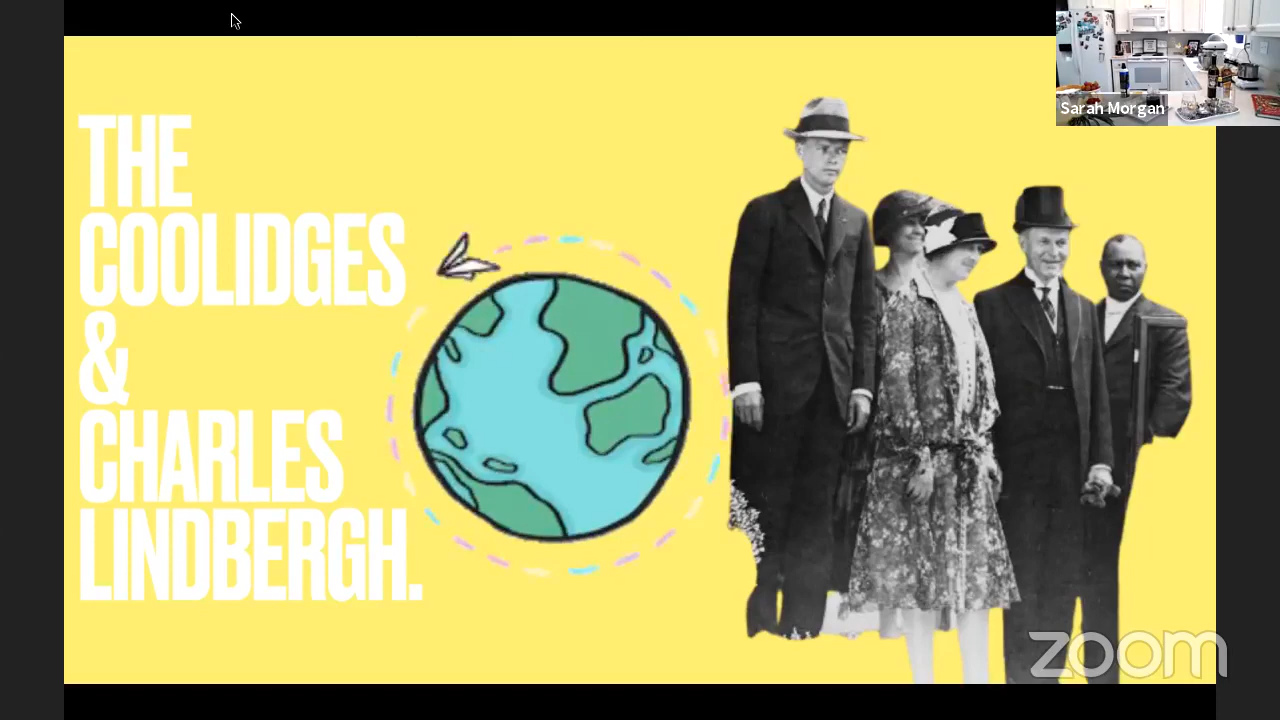 THE
COOLIDGES
&
CHARLES
LINDBERGH.
Sarah Morgan
zoom